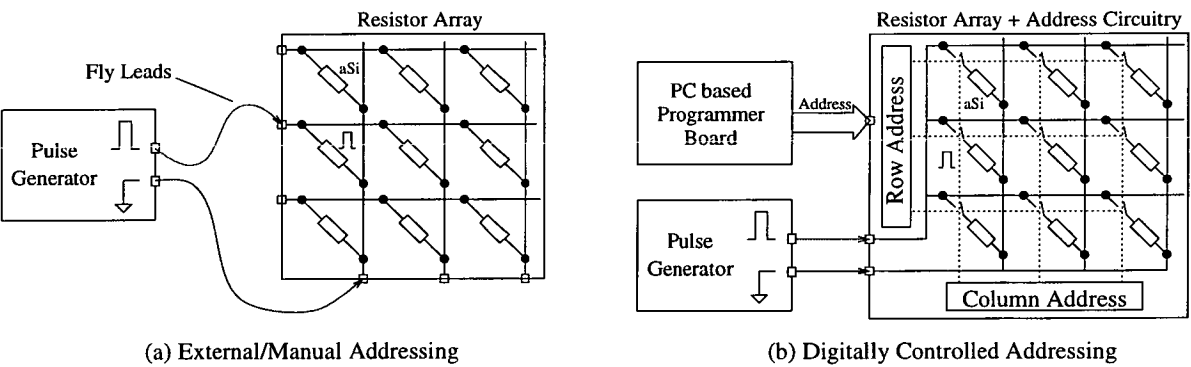 Resistor Array
Fly Leads
aSi
Pulse
Generator
(a) External/Manual Addressing
Resistor Array + Address Circuitry
PC based
Programmer
Board
Address
Row Address
aSi
Pulse
Generator
Column Address
(b) Digitally Controlled Addressing